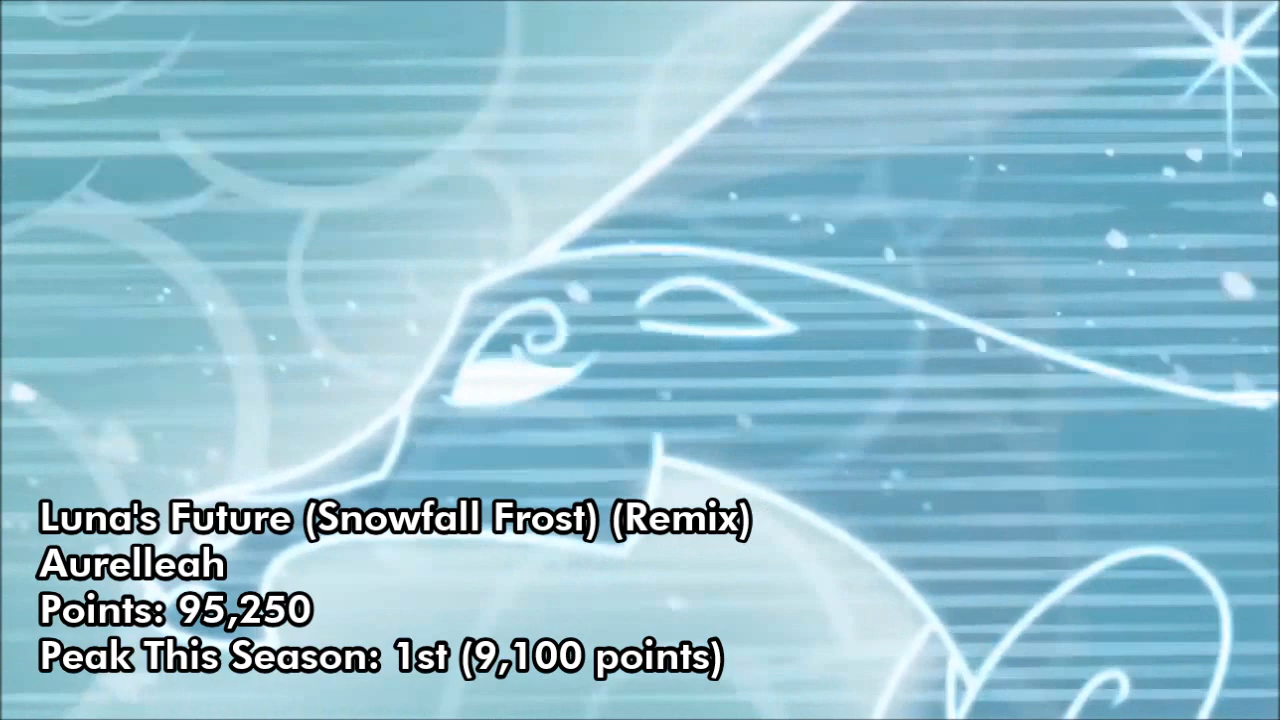 Luna's Future (Snowfall Frost) (Remix)
Aurelleah
Points: 95,250
Peak This Season: 1st (9,100 points)